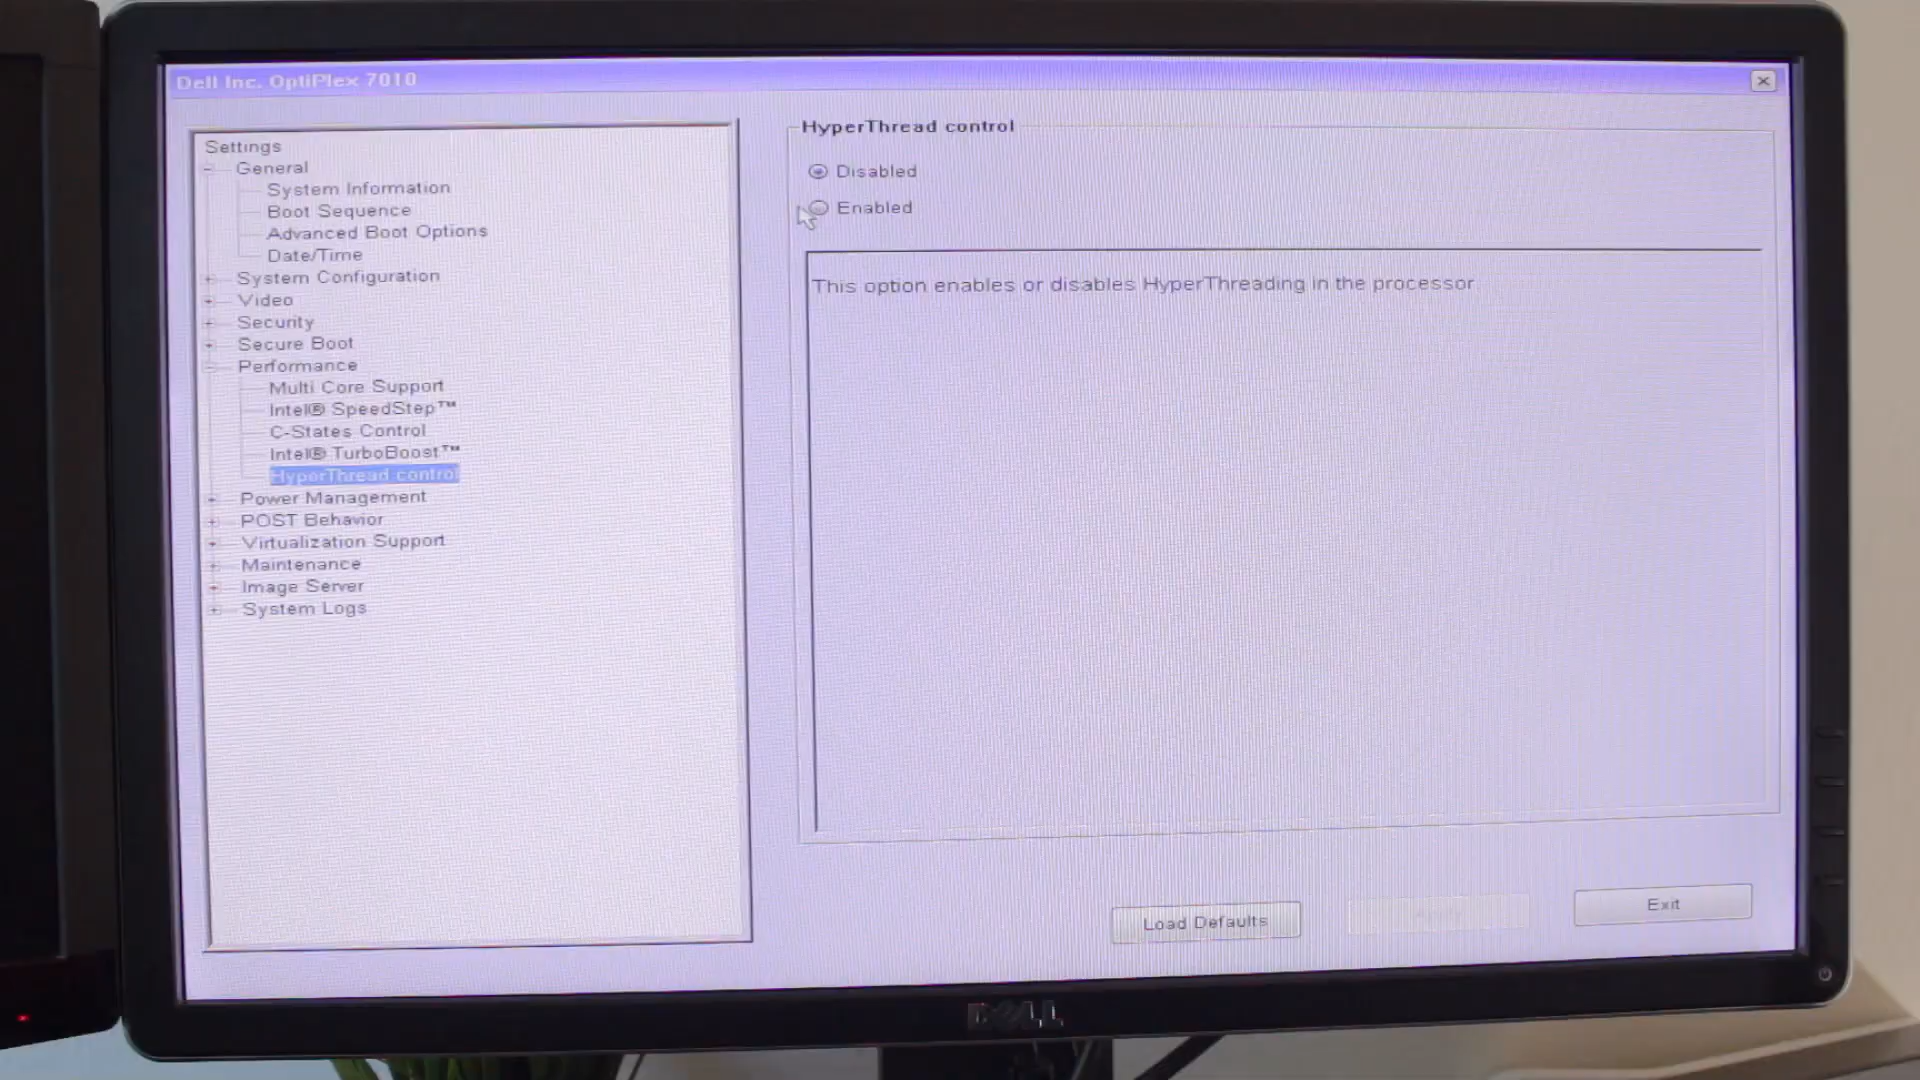 Dell Inc. OptiPlex 7010
Settings
General
System Information
Boot Sequence
Advanced Boot Options
Date/Time
System Configuration
Video
Security
Secure Boot
Performance
Multi Core Support
Intel® SpeedStep™
C-States Control
Intel® TurboBoost™
HyperThread control
Power Management
POST Behavior
Virtualization Support
Maintenance
Image Server
System Logs
HyperThread control
Disabled
Enabled
This option enables or disables HyperThreading in the processor.
Load Defaults
Exit
DELL